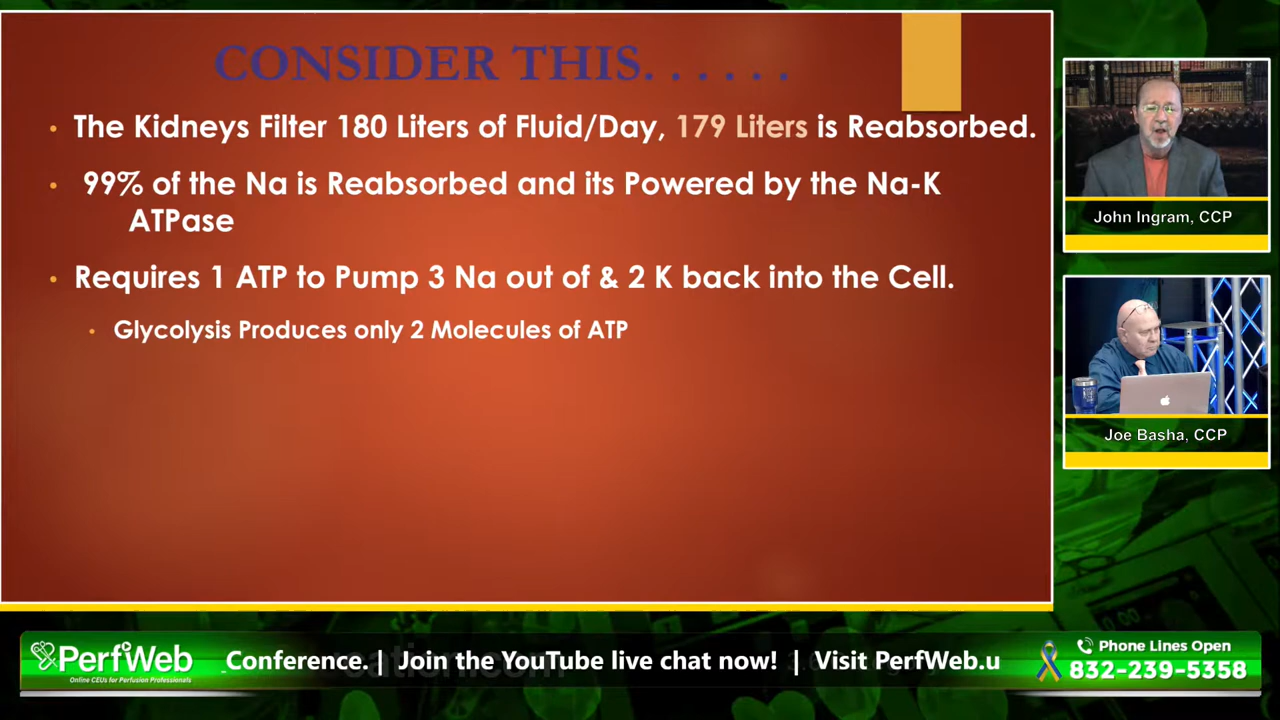 CONSIDER THIS. . . . . .
• The Kidneys Filter 180 Liters of Fluid/Day, 179 Liters is Reabsorbed.
• 99% of the Na is Reabsorbed and its Powered by the Na-K
ATPase
• Requires 1 ATP to Pump 3 Na out of & 2 K back into the Cell.
• Glycolysis Produces only 2 Molecules of ATP
John Ingram, CCP
Joe Basha, CCP
PerfWeb
Online CEUs for Perfusion Professionals
Conference. | Join the YouTube live chat now! | Visit PerfWeb.u
Phone Lines Open
832-239-5358